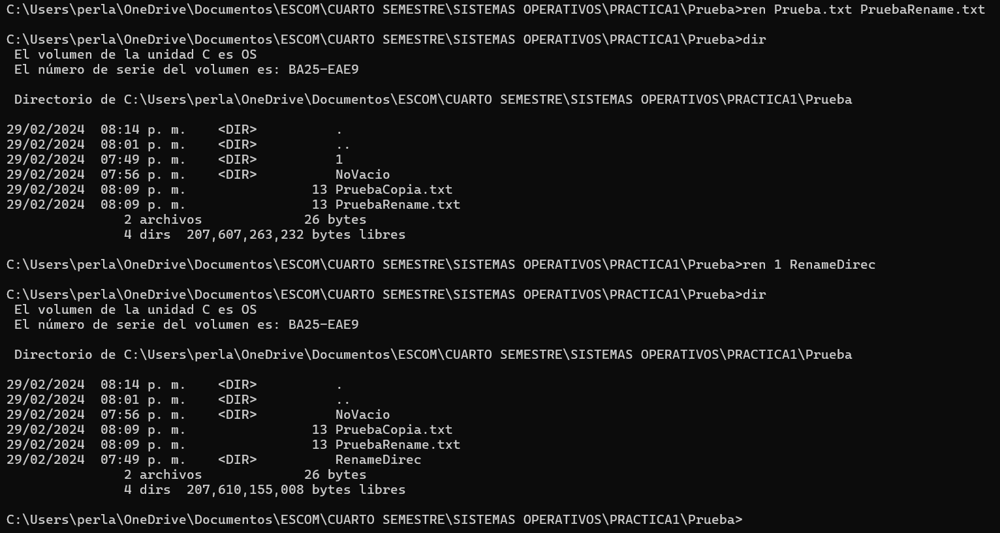 C:\Users\perla\OneDrive\Documentos\ESCOM\CUARTO SEMESTRE\SISTEMAS OPERATIVOS\PRACTICA1\Prueba>ren Prueba.txt PruebaRename.txt
C:\Users\perla\OneDrive\Documentos\ESCOM\CUARTO SEMESTRE\SISTEMAS OPERATIVOS\PRACTICA1\Prueba>dir
 El volumen de la unidad C es OS
 El número de serie del volumen es: BA25-EAE9
 Directorio de C:\Users\perla\OneDrive\Documentos\ESCOM\CUARTO SEMESTRE\SISTEMAS OPERATIVOS\PRACTICA1\Prueba
29/02/2024  08:14 p. m.    <DIR>          .
29/02/2024  08:01 p. m.    <DIR>          ..
29/02/2024  07:49 p. m.    <DIR>          1
29/02/2024  07:56 p. m.    <DIR>          NoVacio
29/02/2024  08:09 p. m.                13 PruebaCopia.txt
29/02/2024  08:09 p. m.                13 PruebaRename.txt
               2 archivos             26 bytes
               4 dirs  207,607,263,232 bytes libres
C:\Users\perla\OneDrive\Documentos\ESCOM\CUARTO SEMESTRE\SISTEMAS OPERATIVOS\PRACTICA1\Prueba>ren 1 RenameDirec
C:\Users\perla\OneDrive\Documentos\ESCOM\CUARTO SEMESTRE\SISTEMAS OPERATIVOS\PRACTICA1\Prueba>dir
 El volumen de la unidad C es OS
 El número de serie del volumen es: BA25-EAE9
 Directorio de C:\Users\perla\OneDrive\Documentos\ESCOM\CUARTO SEMESTRE\SISTEMAS OPERATIVOS\PRACTICA1\Prueba
29/02/2024  08:14 p. m.    <DIR>          .
29/02/2024  08:01 p. m.    <DIR>          ..
29/02/2024  07:56 p. m.    <DIR>          NoVacio
29/02/2024  08:09 p. m.                13 PruebaCopia.txt
29/02/2024  08:09 p. m.                13 PruebaRename.txt
29/02/2024  07:49 p. m.    <DIR>          RenameDirec
               2 archivos             26 bytes
               4 dirs  207,610,155,008 bytes libres
C:\Users\perla\OneDrive\Documentos\ESCOM\CUARTO SEMESTRE\SISTEMAS OPERATIVOS\PRACTICA1\Prueba>